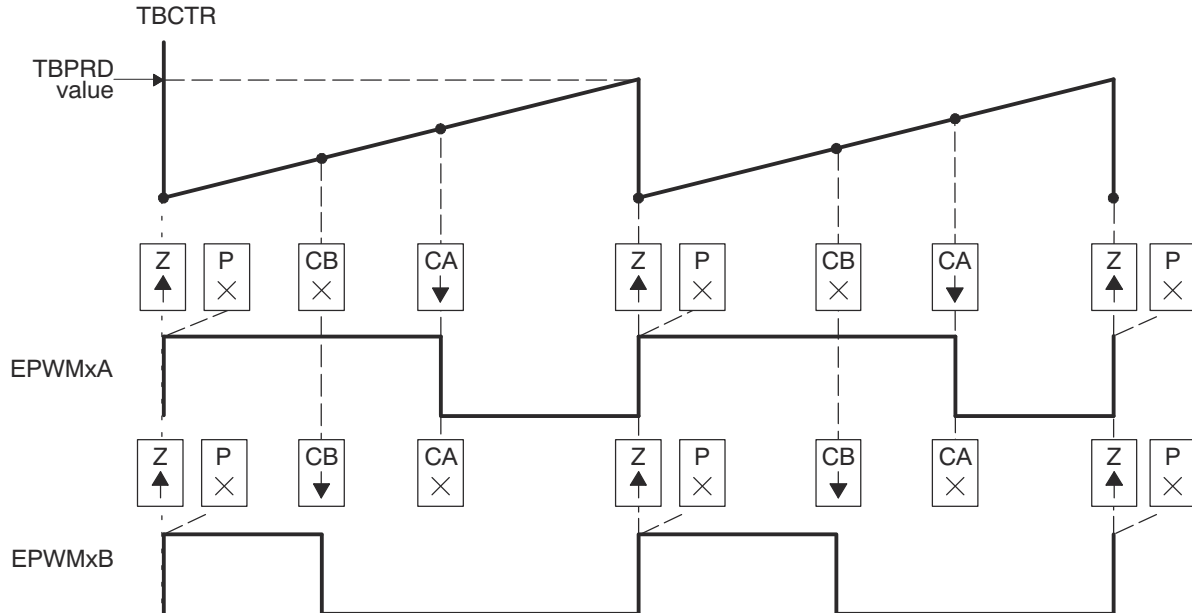 TBCTR
TBPRD
value
Z P CB CA Z P CB CA Z P
EPWMxA
Z P CB CA Z P CB CA Z P
EPWMxB